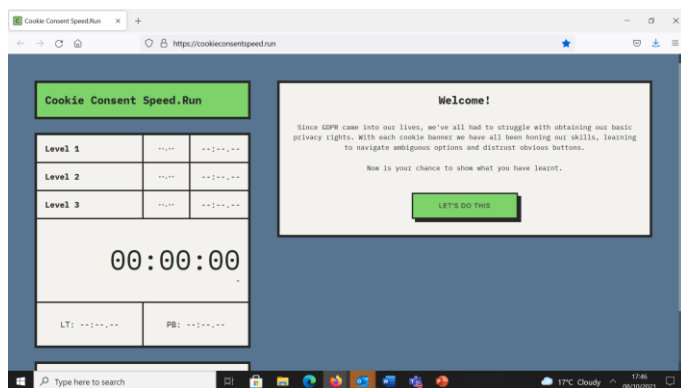 Cookie Consent Speed.Run
https://cookieconsentspeed.run
Cookie Consent Speed.Run
Level 1 --.-- --:--.--
Level 2 --.-- --:--.--
Level 3 --.-- --:--.--
00:00:00
-
LT: --:--.-- PB: --:--.--
Welcome!
Since GDPR came into our lives, we've all had to struggle with obtaining our basic
privacy rights. With each cookie banner we have all been honing our skills, learning
to navigate ambiguous options and distrust obvious buttons.
Now is your chance to show what you have learnt.
LET'S DO THIS
Type here to search
17°C Cloudy
17:46
08/10/2021